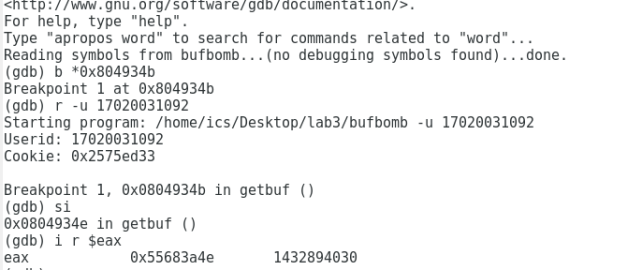 <http://www.gnu.org/software/gdb/documentation/>.
For help, type "help".
Type "apropos word" to search for commands related to "word"...
Reading symbols from bufbomb...(no debugging symbols found)...done.
(gdb) b *0x804934b
Breakpoint 1 at 0x804934b
(gdb) r -u 17020031092
Starting program: /home/ics/Desktop/lab3/bufbomb -u 17020031092
Userid: 17020031092
Cookie: 0x2575ed33
Breakpoint 1, 0x0804934b in getbuf ()
(gdb) si
0x0804934e in getbuf ()
(gdb) i r $eax
eax            0x55683a4e       1432894030